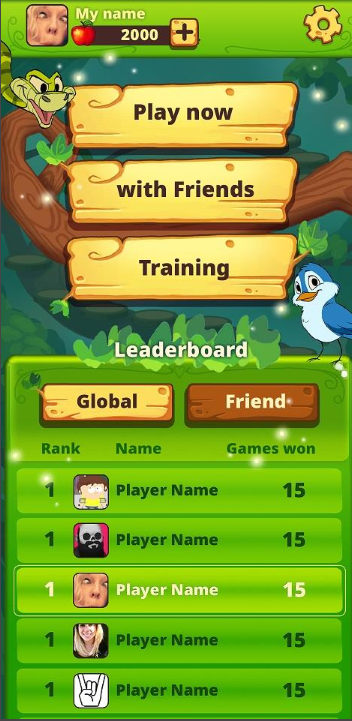 My name
2000 +
Play now
with Friends
Training
Leaderboard
Global Friend
Rank Name Games won
1 Player Name 15
1 Player Name 15
1 Player Name 15
1 Player Name 15
1 Player Name 15